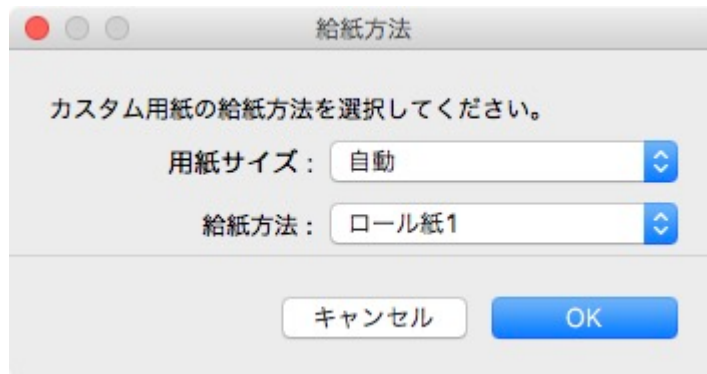 給紙方法
カスタム用紙の給紙方法を選択してください。
用紙サイズ： 自動
給紙方法： ロール紙1
キャンセル OK